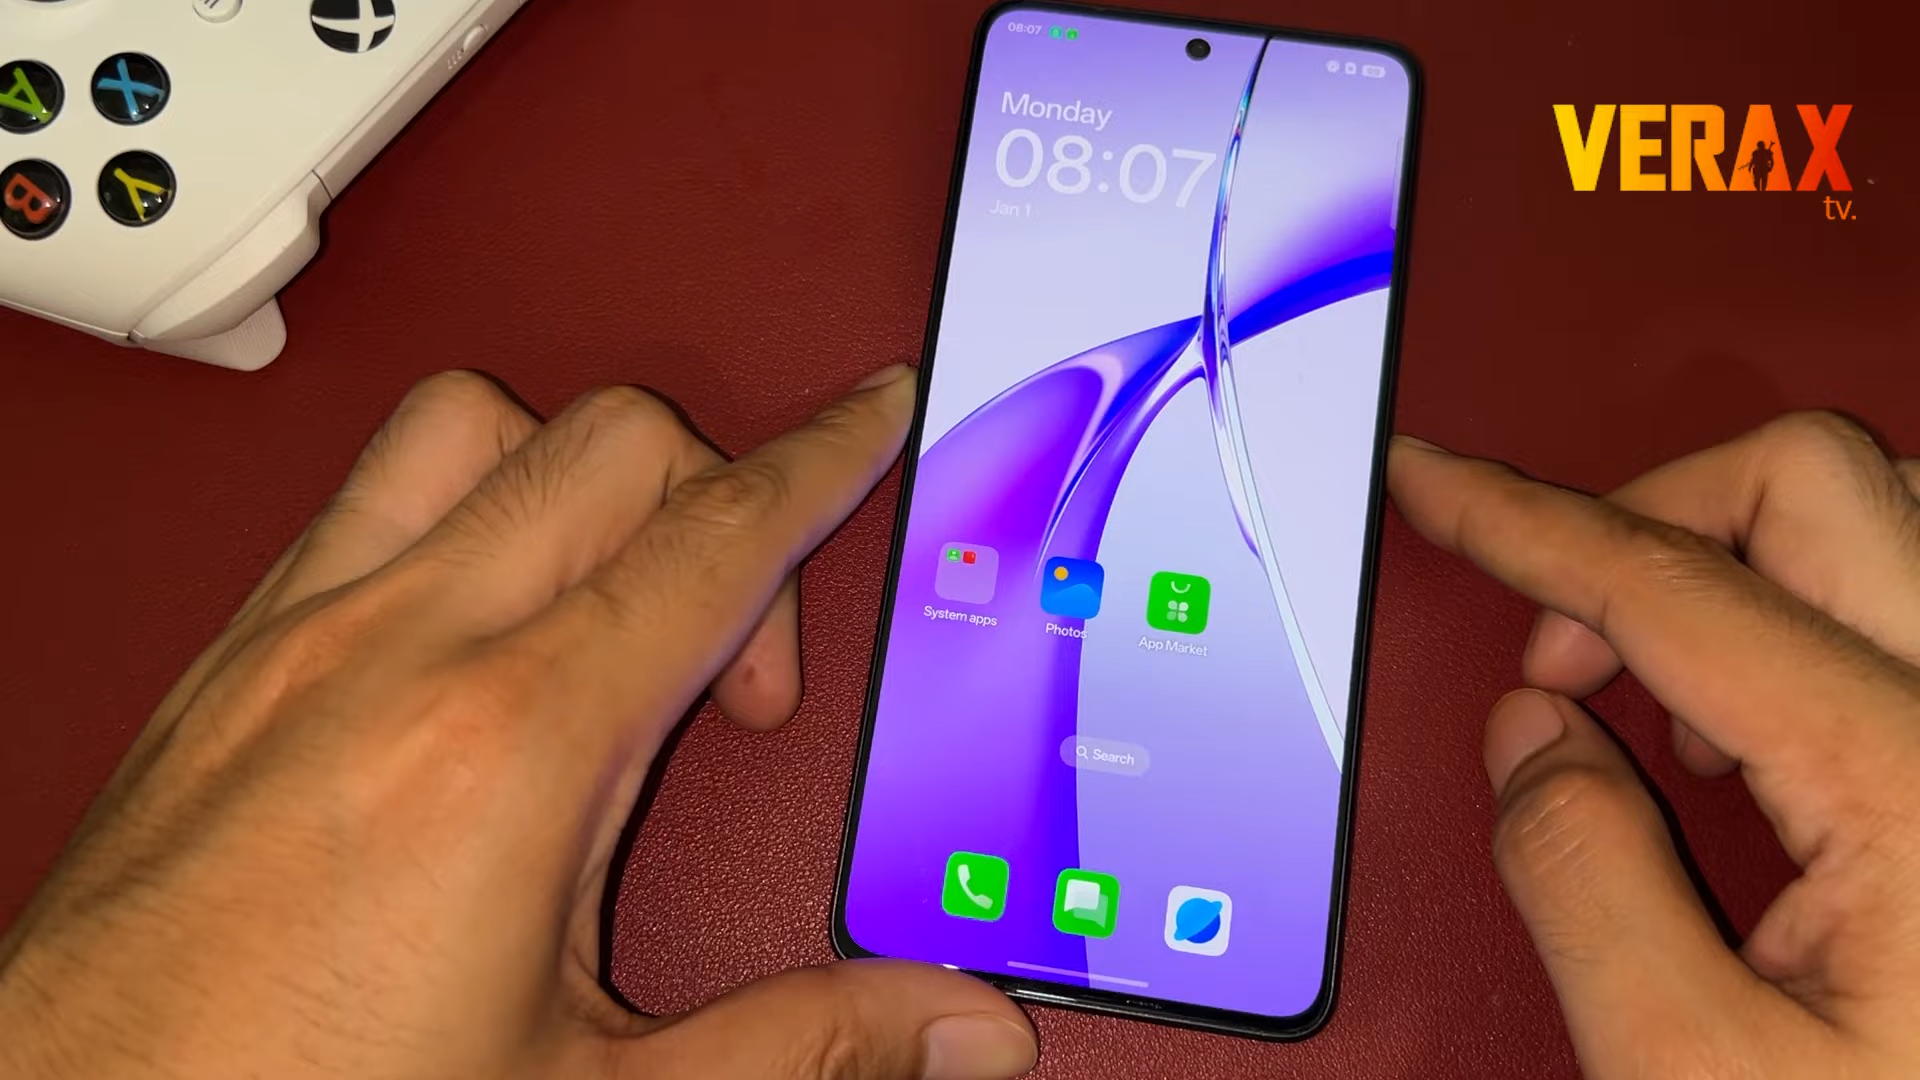 08:07
Monday
08:07
Jan 1
VERAX
tv.
X
A
B
Y
System apps
Photos
App Market
Search